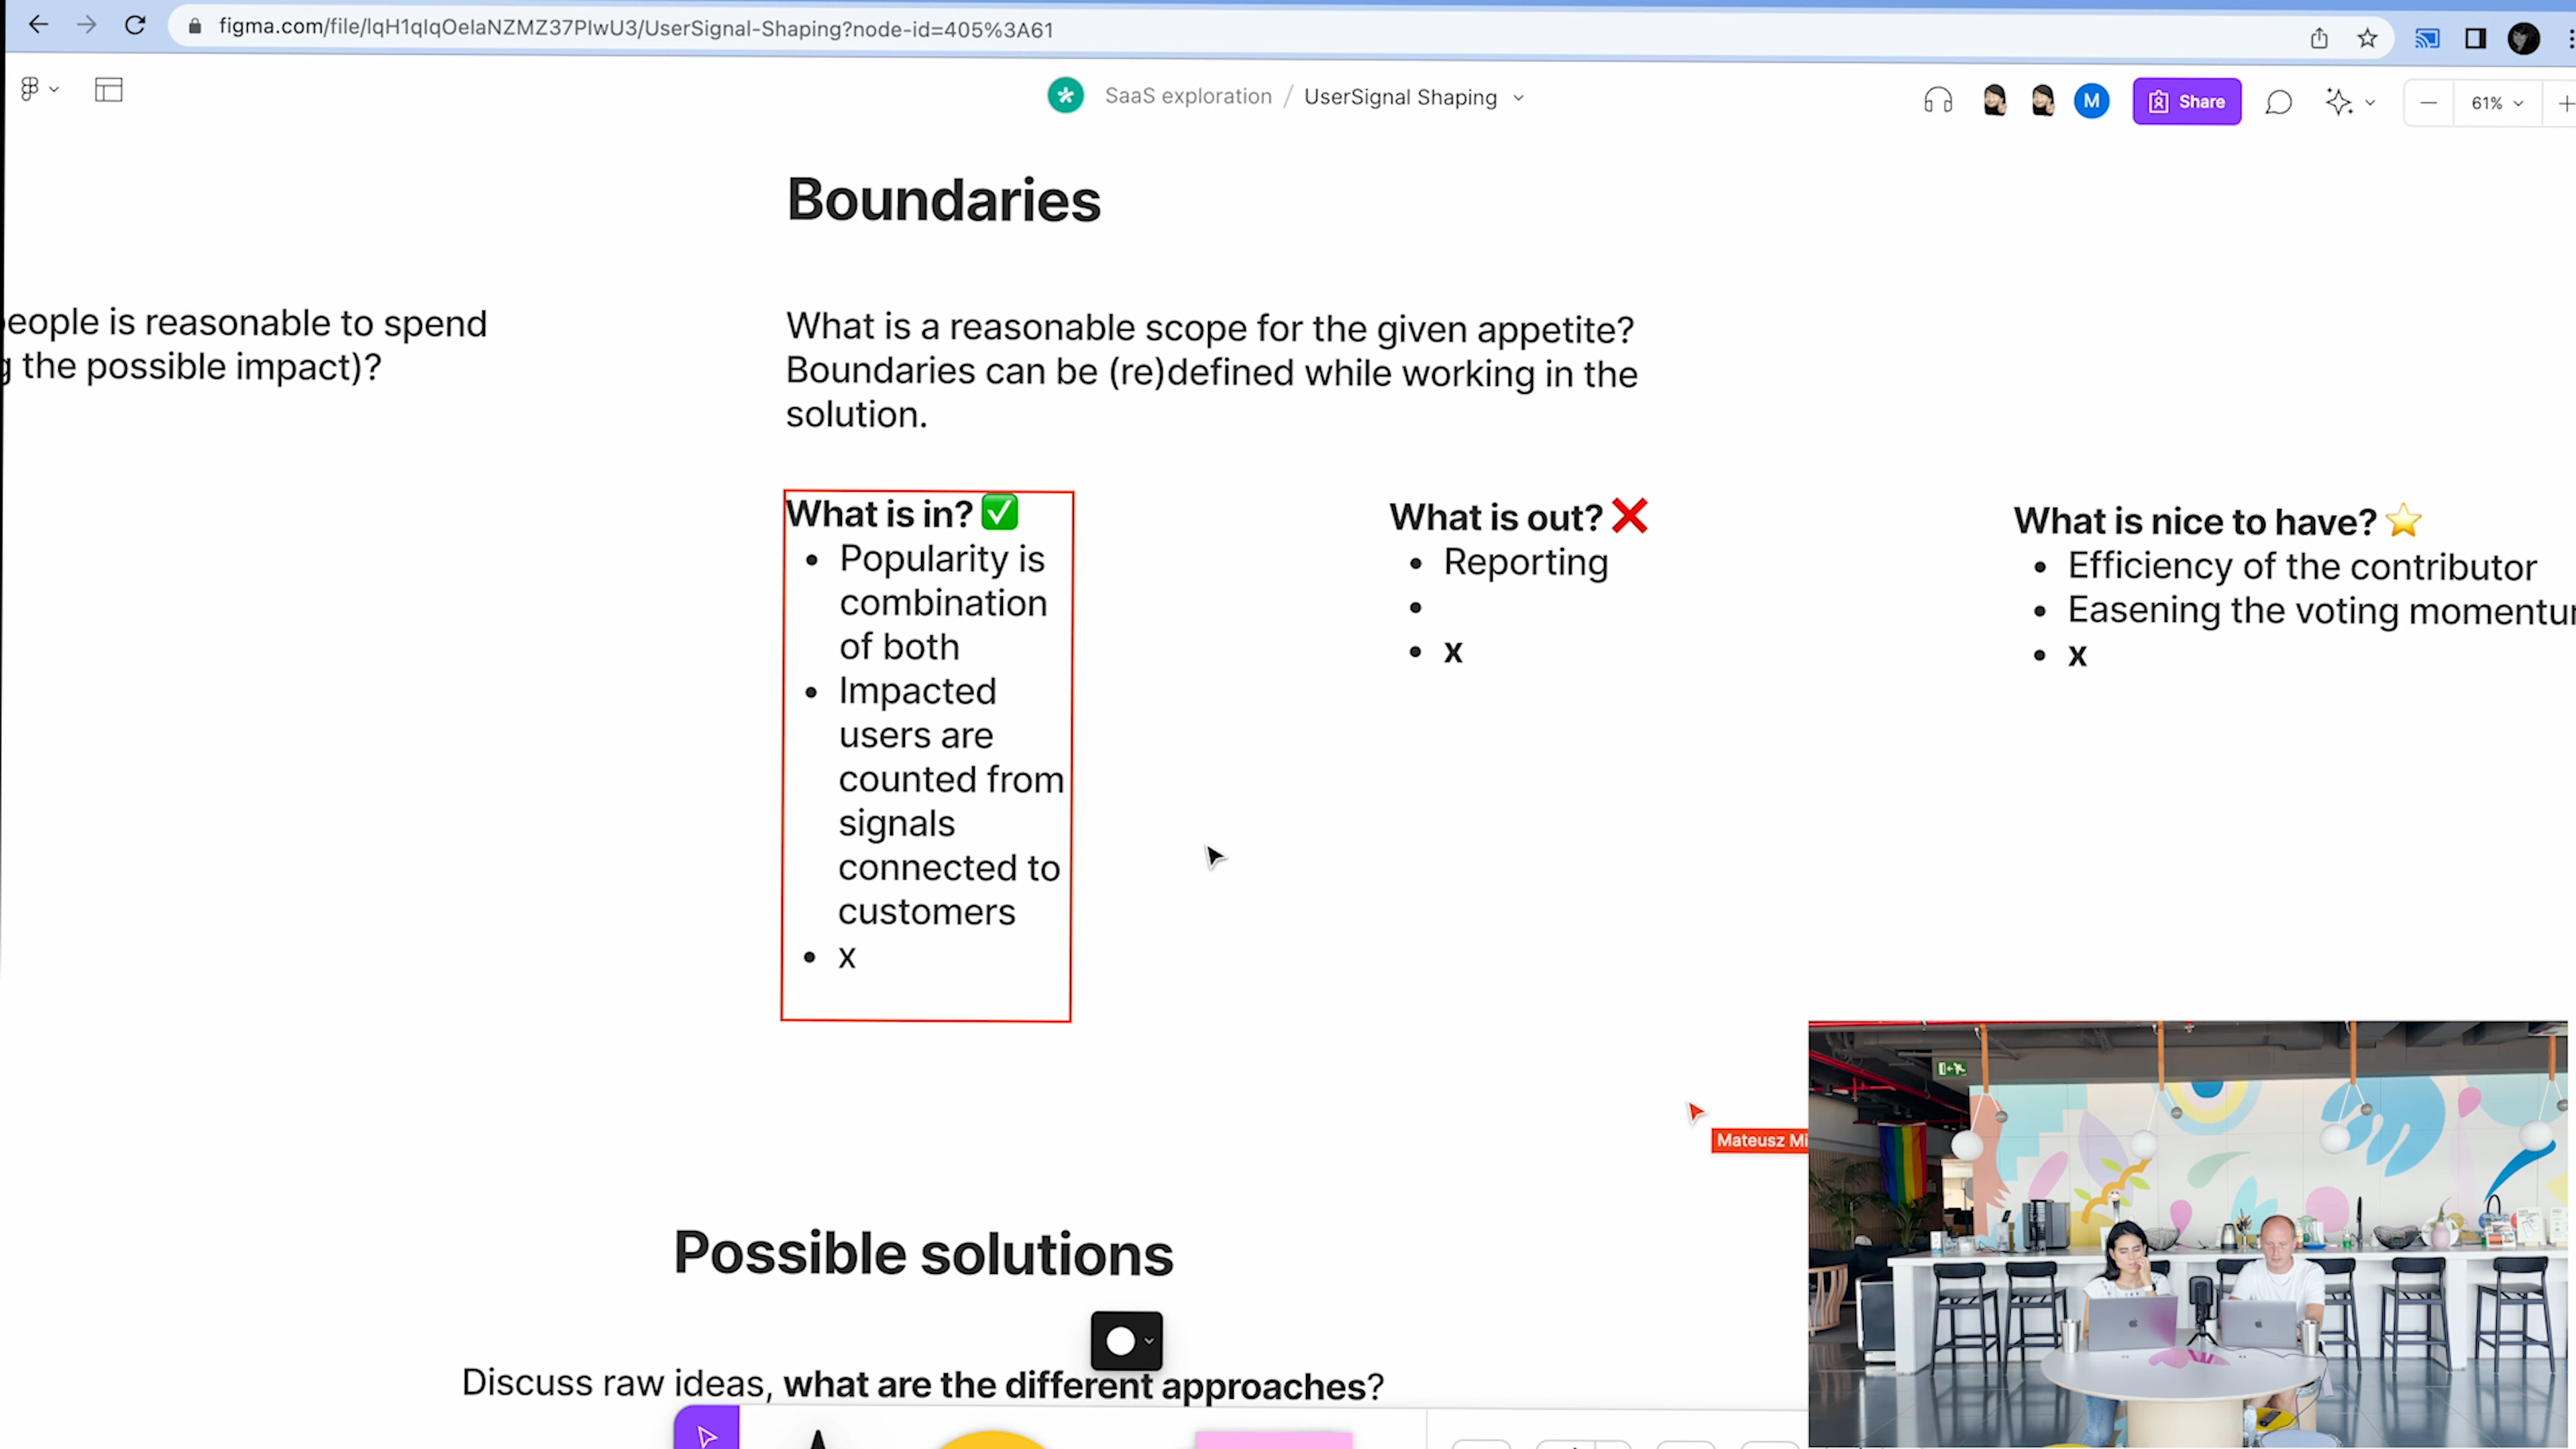 figma.com/file/lqH1qIqOelaNZMZ37PIwU3/UserSignal-Shaping?node-id=405%3A61
SaaS exploration / UserSignal Shaping
M
Share
61%
Boundaries
people is reasonable to spend
the possible impact)?
What is a reasonable scope for the given appetite?
Boundaries can be (re)defined while working in the
solution.
What is in? ✅
• Popularity is
combination
of both
• Impacted
users are
counted from
signals
connected to
customers
• x
What is out? ❌
• Reporting
•
• x
What is nice to have? ⭐
• Efficiency of the contributor
• Easening the voting momentu
• x
Mateusz Mi
Possible solutions
Discuss raw ideas, what are the different approaches?